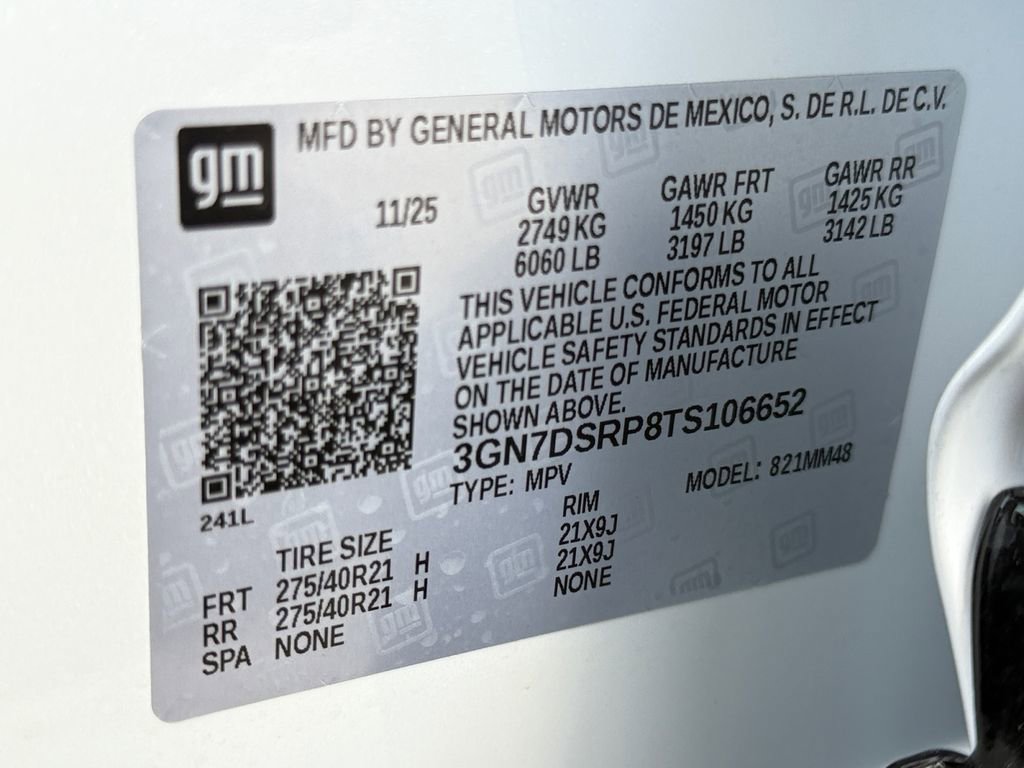 gm
MFD BY GENERAL MOTORS DE MEXICO, S. DE R.L. DE C.V.
11/25 GVWR GAWR FRT GAWR RR
2749 KG 1450 KG 1425 KG
6060 LB 3197 LB 3142 LB
THIS VEHICLE CONFORMS TO ALL
APPLICABLE U.S. FEDERAL MOTOR
VEHICLE SAFETY STANDARDS IN EFFECT
ON THE DATE OF MANUFACTURE
SHOWN ABOVE.
3GN7DSRP8TS106652
TYPE: MPV MODEL: 821MM48
241L
TIRE SIZE RIM
FRT 275/40R21 H 21X9J
RR 275/40R21 H 21X9J
SPA NONE NONE